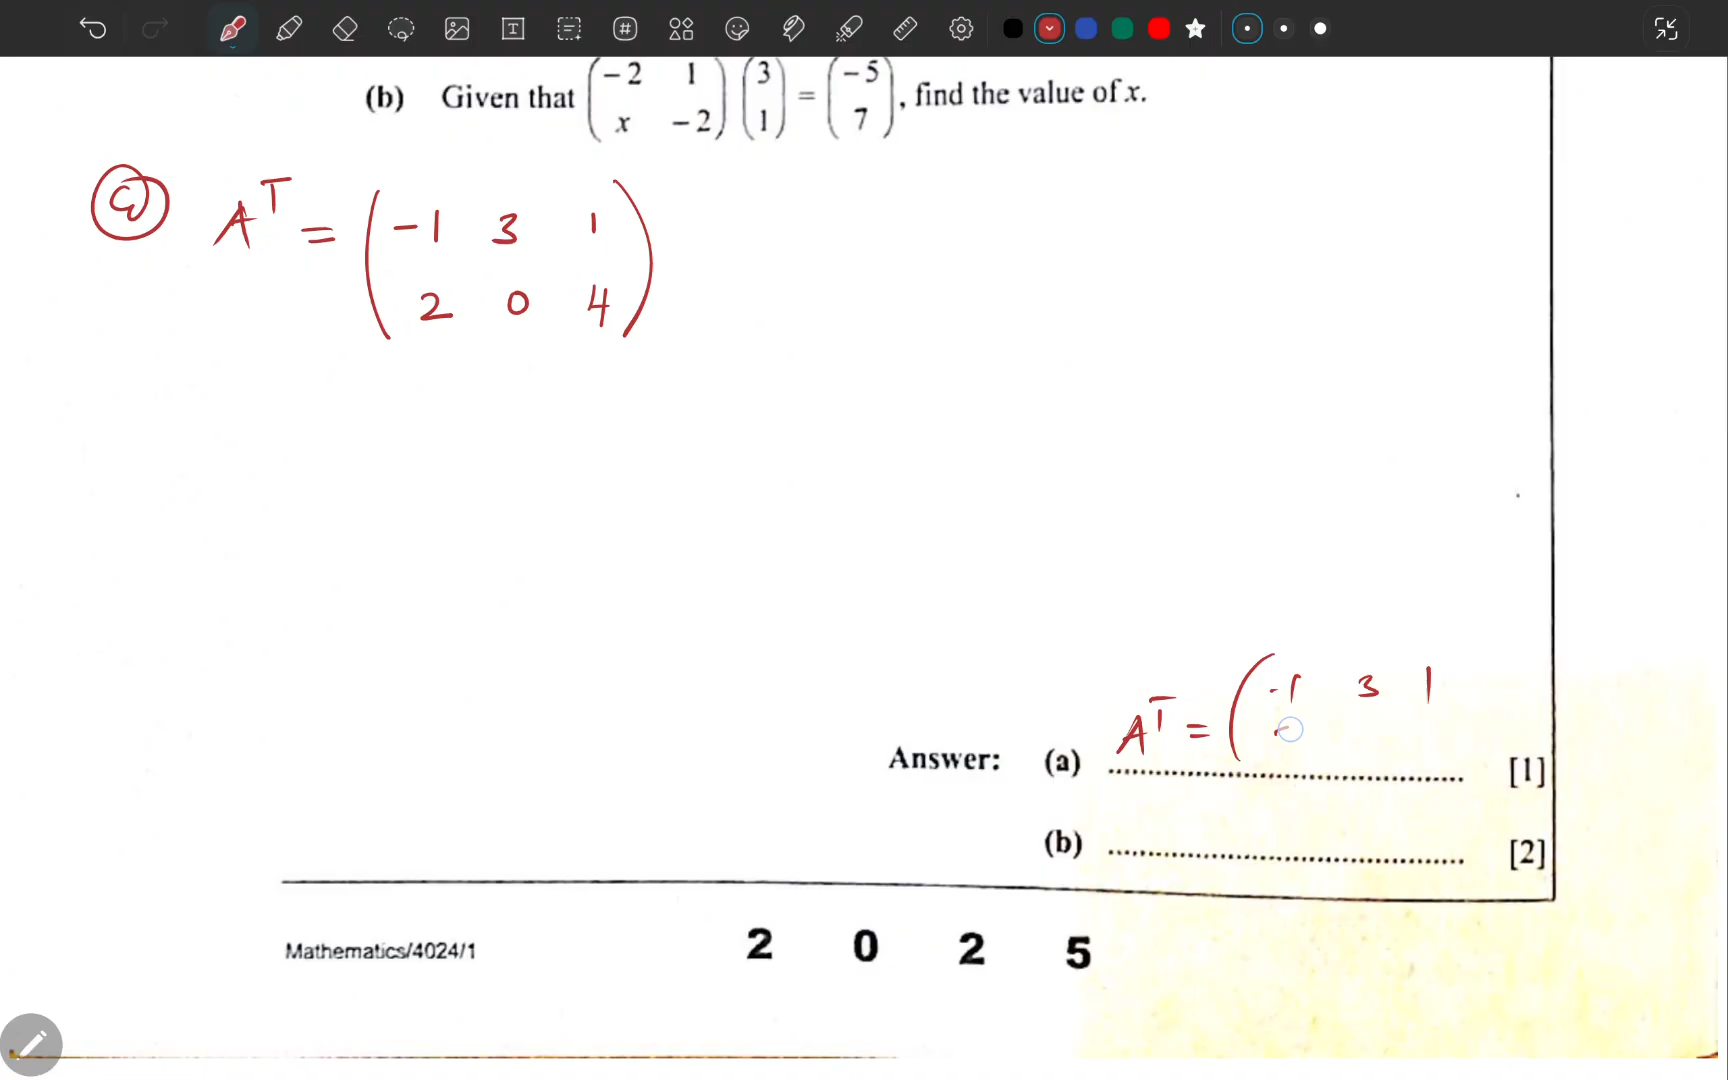 (b) Given that (-2 1 x -2) (3 1) = (-5 7), find the value of x.
(a) A^T = (-1 3 1
2 0 4)
A^T = (-1 3 1
Answer: (a) .................... [1]
(b) .................... [2]
Mathematics/4024/1 2 0 2 5